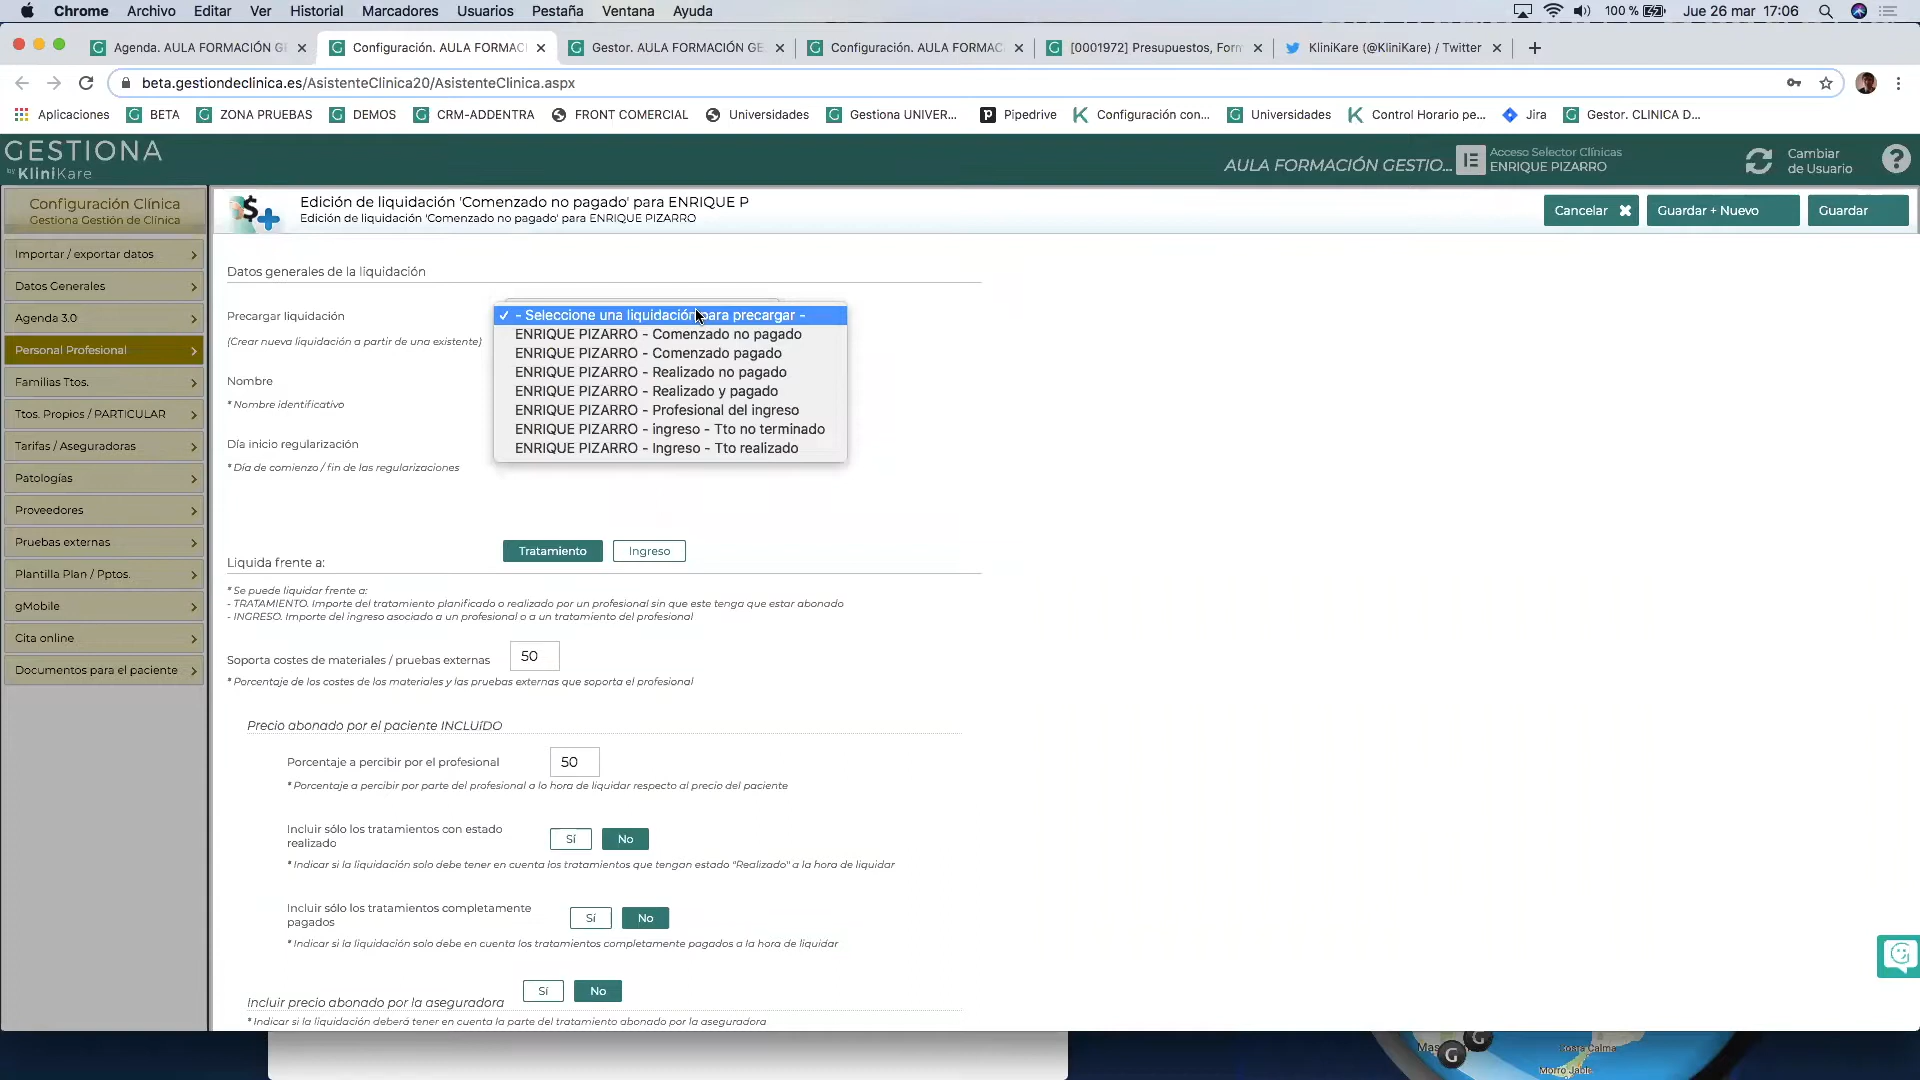 Chrome Archivo Editar Ver Historial Marcadores Usuarios Pestaña Ventana Ayuda 100 % Jue 26 mar 17:06
Agenda. AULA FORMACIÓN GE
Configuración. AULA FORMAC
Gestor. AULA FORMACIÓN GE
Configuración. AULA FORMAC
[0001972] Presupuestos, Form
KliniKare (@KliniKare) / Twitter
beta.gestiondeclinica.es/AsistenteClinica20/AsistenteClinica.aspx
Aplicaciones BETA ZONA PRUEBAS DEMOS CRM-ADDENTRA FRONT COMERCIAL Universidades Gestiona UNIVER... Pipedrive Configuración con... Universidades Control Horario pe... Jira Gestor. CLINICA D...
GESTIONA
by KliniKare
AULA FORMACIÓN GESTIO...
Acceso Selector Clínicas
ENRIQUE PIZARRO
Cambiar
de Usuario
Configuración Clínica
Gestiona Gestión de Clínica
Importar / exportar datos
Datos Generales
Agenda 3.0
Personal Profesional
Familias Ttos.
Ttos. Propios / PARTICULAR
Tarifas / Aseguradoras
Patologías
Proveedores
Pruebas externas
Plantilla Plan / Pptos.
gMobile
Cita online
Documentos para el paciente
Edición de liquidación 'Comenzado no pagado' para ENRIQUE P
Edición de liquidación 'Comenzado no pagado' para ENRIQUE PIZARRO
Cancelar
Guardar + Nuevo
Guardar
Datos generales de la liquidación
Precargar liquidación
(Crear nueva liquidación a partir de una existente)
✓ - Seleccione una liquidación para precargar -
ENRIQUE PIZARRO - Comenzado no pagado
ENRIQUE PIZARRO - Comenzado pagado
ENRIQUE PIZARRO - Realizado no pagado
ENRIQUE PIZARRO - Realizado y pagado
ENRIQUE PIZARRO - Profesional del ingreso
ENRIQUE PIZARRO - ingreso - Tto no terminado
ENRIQUE PIZARRO - Ingreso - Tto realizado
Nombre
* Nombre identificativo
Día inicio regularización
* Día de comienzo / fin de las regularizaciones
Liquida frente a:
Tratamiento
Ingreso
* Se puede liquidar frente a:
- TRATAMIENTO. Importe del tratamiento planificado o realizado por un profesional sin que este tenga que estar abonado
- INGRESO. Importe del ingreso asociado a un profesional o a un tratamiento del profesional
Soporta costes de materiales / pruebas externas 50
* Porcentaje de los costes de los materiales y las pruebas externas que soporta el profesional
Precio abonado por el paciente INCLUíDO
Porcentaje a percibir por el profesional 50
* Porcentaje a percibir por parte del profesional a lo hora de liquidar respecto al precio del paciente
Incluir sólo los tratamientos con estado
realizado
Sí No
* Indicar si la liquidación solo debe tener en cuenta los tratamientos que tengan estado "Realizado" a la hora de liquidar
Incluir sólo los tratamientos completamente
pagados
Sí No
* Indicar si la liquidación solo debe en cuenta los tratamientos completamente pagados a la hora de liquidar
Incluir precio abonado por la aseguradora
Sí No
* Indicar si la liquidación deberá tener en cuenta la parte del tratamiento abonado por la aseguradora
Costa Calma
Morro Jable